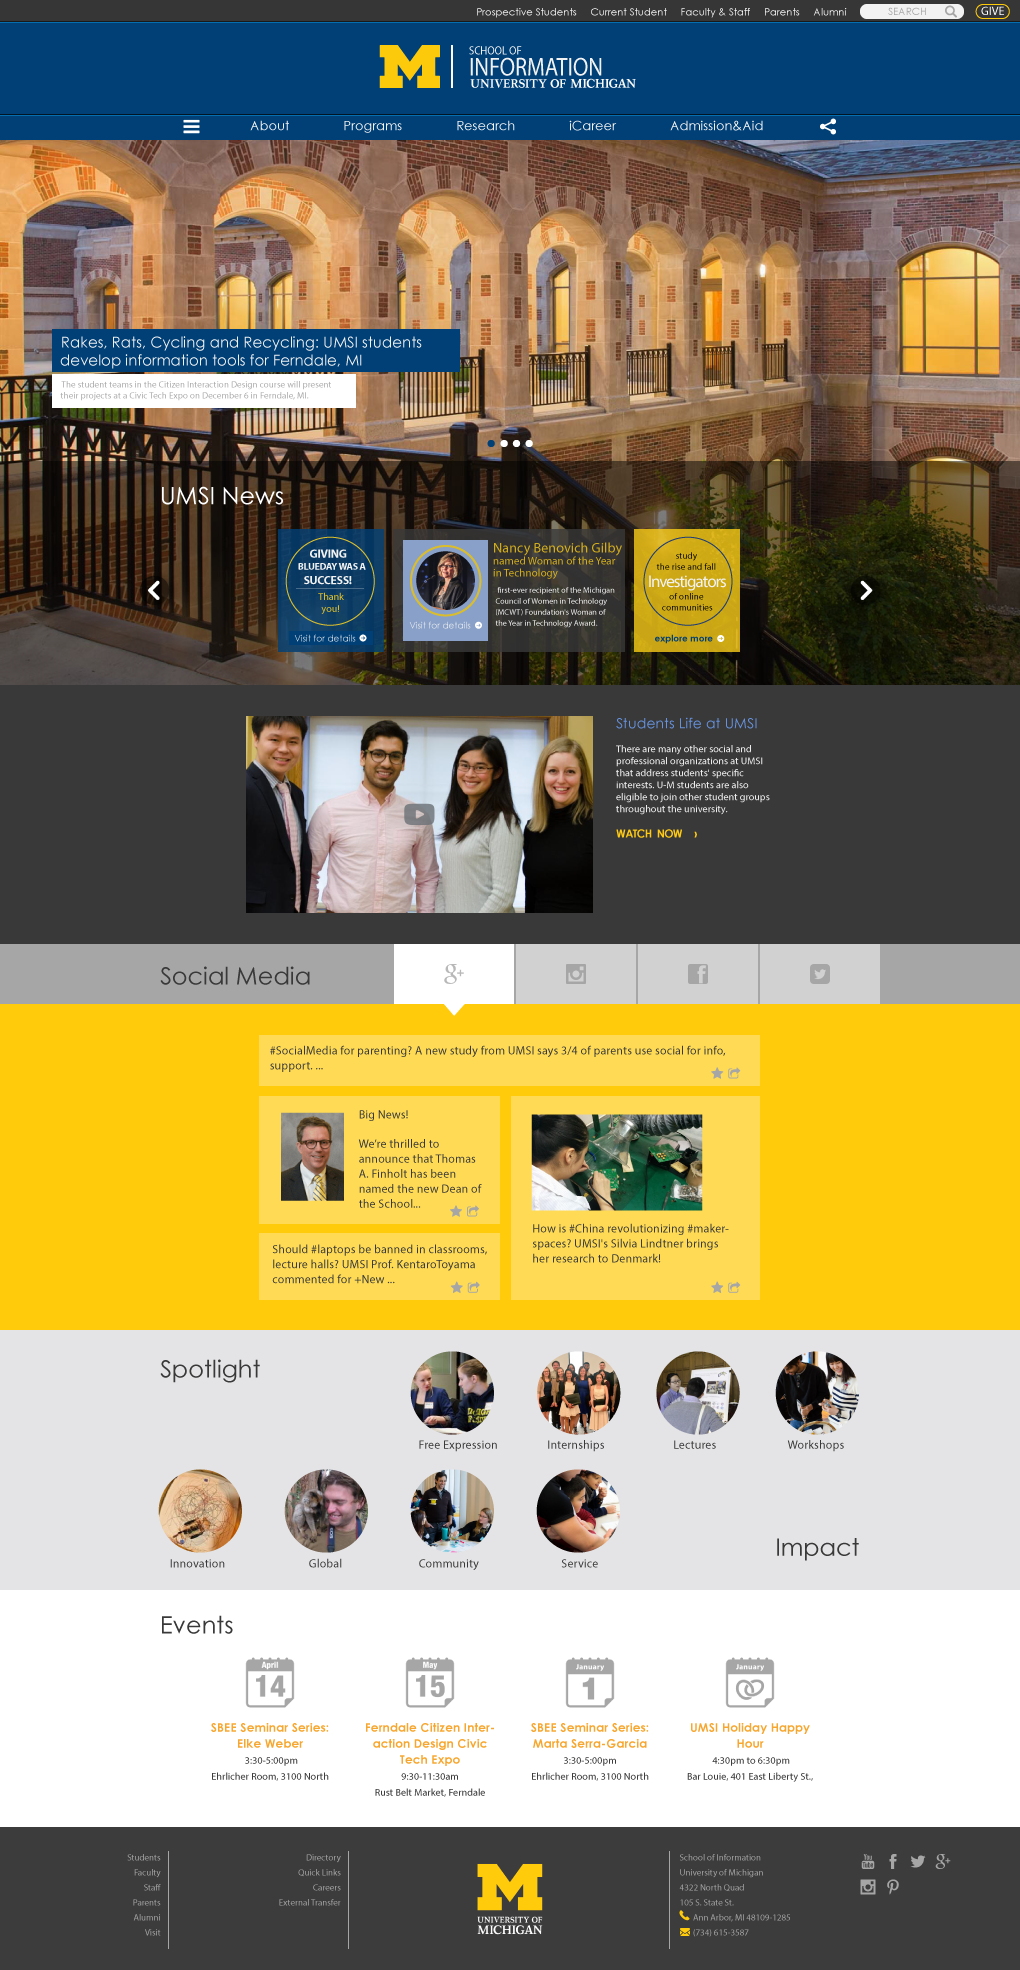 Prospective Students Current Student Faculty & Staff Parents Alumni SEARCH GIVE
M SCHOOL OF
INFORMATION
UNIVERSITY OF MICHIGAN
About Programs Research iCareer Admission&Aid
Rakes, Rats, Cycling and Recycling: UMSI students
develop information tools for Ferndale, MI
The student teams in the Citizen Interaction Design course will present
their projects at a Civic Tech Expo on December 6 in Ferndale, MI.
UMSI News
GIVING
BLUEDAY WAS A
SUCCESS!
Thank
you!
Visit for details
Nancy Benovich Gilby
named Woman of the Year
in Technology
first-ever recipient of the Michigan
Council of Women in Technology
(MCWT) Foundation's Woman of
the Year in Technology Award.
Visit for details
study
the rise and fall
Investigators
of online
communities
explore more
Students Life at UMSI
There are many other social and
professional organizations at UMSI
that address students' specific
interests. U-M students are also
eligible to join other student groups
throughout the university.
WATCH NOW ›
Social Media g+
#SocialMedia for parenting? A new study from UMSI says 3/4 of parents use social for info,
support. ...
Big News!
We're thrilled to
announce that Thomas
A. Finholt has been
named the new Dean of
the School...
How is #China revolutionizing #maker-
spaces? UMSI's Silvia Lindtner brings
her research to Denmark!
Should #laptops be banned in classrooms,
lecture halls? UMSI Prof. KentaroToyama
commented for +New ...
Spotlight
Free Expression Internships Lectures Workshops
Innovation Global Community Service
Impact
Events
April
14
SBEE Seminar Series:
Elke Weber
3:30-5:00pm
Ehrlicher Room, 3100 North
May
15
Ferndale Citizen Inter-
action Design Civic
Tech Expo
9:30-11:30am
Rust Belt Market, Ferndale
January
1
SBEE Seminar Series:
Marta Serra-Garcia
3:30-5:00pm
Ehrlicher Room, 3100 North
January
UMSI Holiday Happy
Hour
4:30pm to 6:30pm
Bar Louie, 401 East Liberty St.,
Students
Faculty
Staff
Parents
Alumni
Visit
Directory
Quick Links
Careers
External Transfer
M
UNIVERSITY OF
MICHIGAN
School of Information
University of Michigan
4322 North Quad
105 S. State St.
Ann Arbor, MI 48109-1285
(734) 615-3587
You Tube f g+